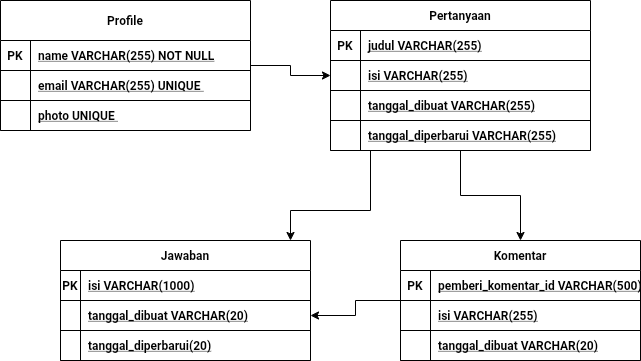 Profile
PK name VARCHAR(255) NOT NULL
email VARCHAR(255) UNIQUE
photo UNIQUE
Pertanyaan
PK judul VARCHAR(255)
isi VARCHAR(255)
tanggal_dibuat VARCHAR(255)
tanggal_diperbarui VARCHAR(255)
Jawaban
PK isi VARCHAR(1000)
tanggal_dibuat VARCHAR(20)
tanggal_diperbarui(20)
Komentar
PK pemberi_komentar_id VARCHAR(500)
isi VARCHAR(255)
tanggal_dibuat VARCHAR(20)